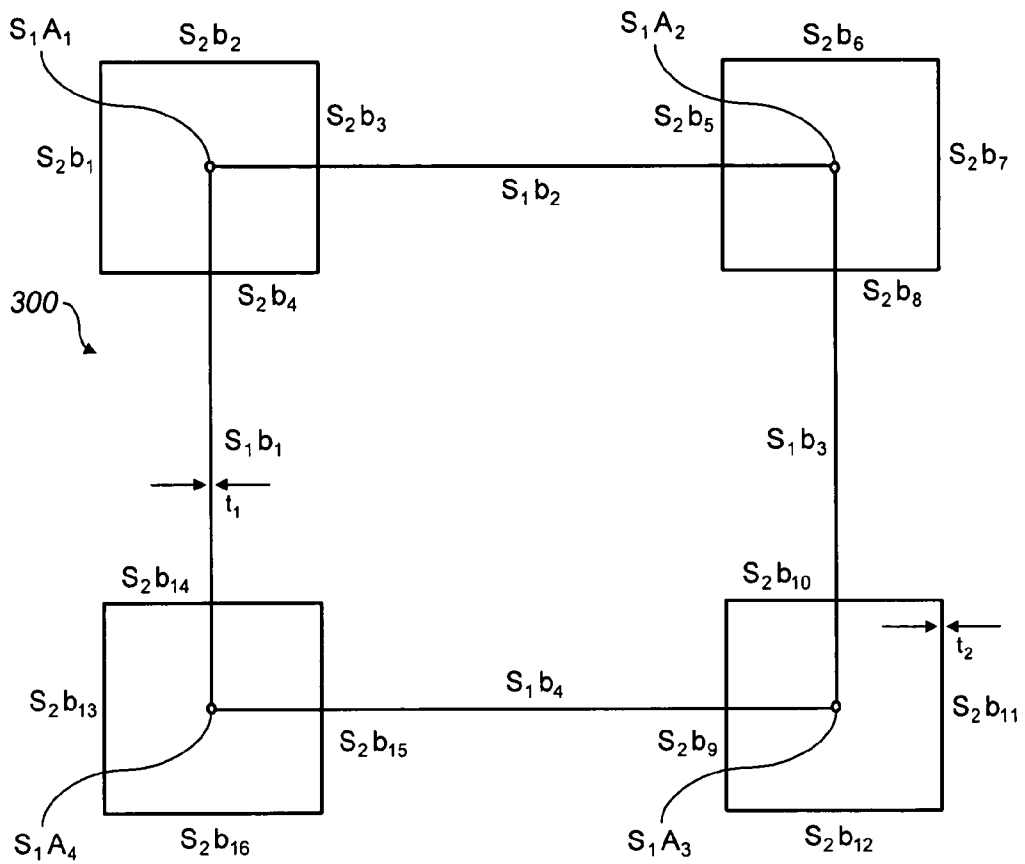 S₁A₁
S₂b₂
S₁A₂
S₂b₆
S₂b₃
S₂b₅
S₂b₁
S₂b₇
S₁b₂
S₂b₄
S₂b₈
300
S₁b₁
S₁b₃
t₁
S₂b₁₄
S₂b₁₀
t₂
S₁b₄
S₂b₁₃
S₂b₁₁
S₂b₁₅
S₂b₉
S₁A₄
S₂b₁₆
S₁A₃
S₂b₁₂